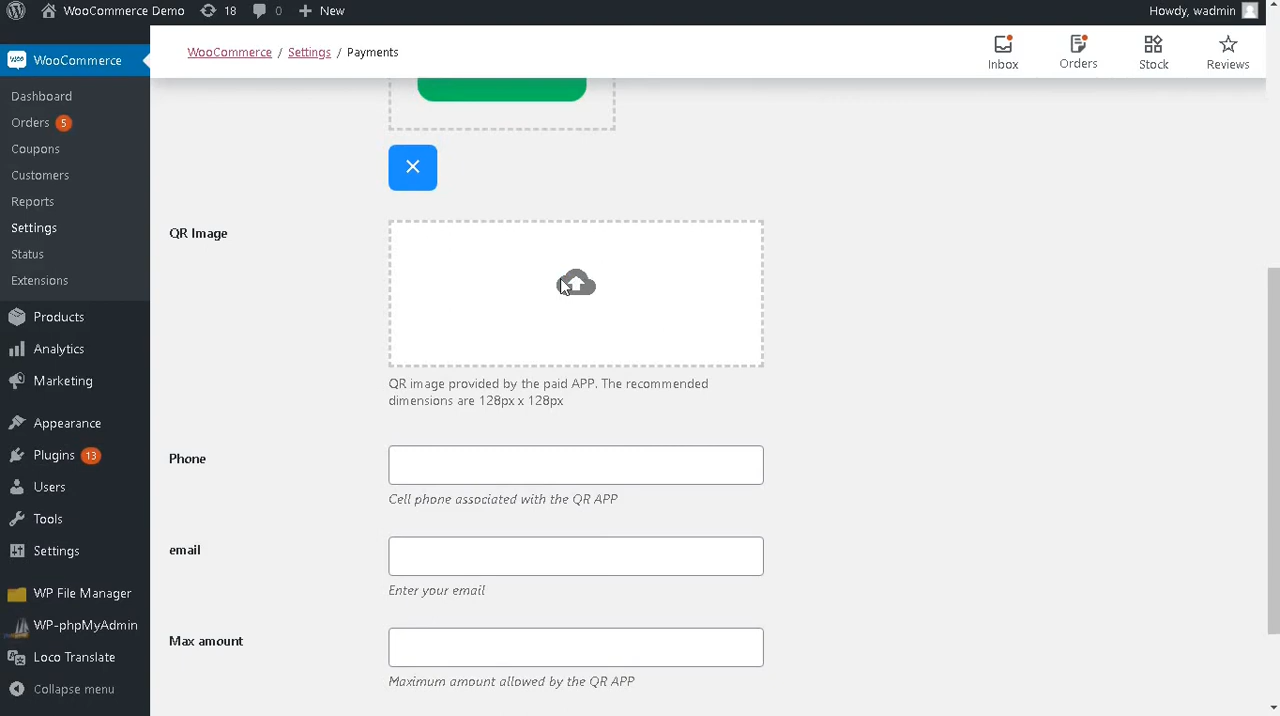 WooCommerce Demo 18 0 New Howdy, wadmin
WooCommerce
WooCommerce / Settings / Payments
Inbox Orders Stock Reviews
Dashboard
Orders 5
Coupons
Customers
Reports
Settings
Status
Extensions
Products
Analytics
Marketing
Appearance
Plugins 13
Users
Tools
Settings
WP File Manager
WP-phpMyAdmin
Loco Translate
Collapse menu
QR Image
QR image provided by the paid APP. The recommended
dimensions are 128px x 128px
Phone
Cell phone associated with the QR APP
email
Enter your email
Max amount
Maximum amount allowed by the QR APP